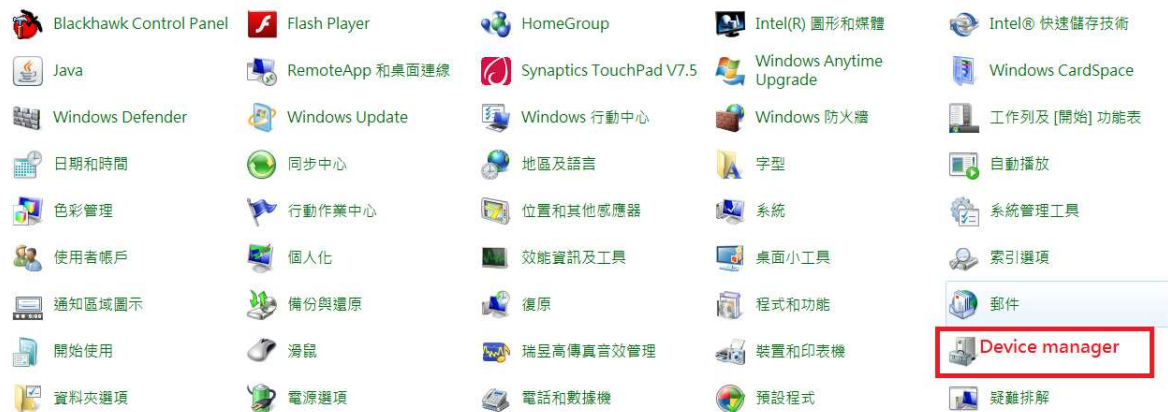 Blackhawk Control Panel
Flash Player
HomeGroup
Intel(R) 圖形和媒體
Intel® 快速儲存技術
Java
RemoteApp 和桌面連線
Synaptics TouchPad V7.5
Windows Anytime
Upgrade
Windows CardSpace
Windows Defender
Windows Update
Windows 行動中心
Windows 防火牆
工作列及 [開始] 功能表
日期和時間
同步中心
地區及語言
字型
自動播放
色彩管理
行動作業中心
位置和其他感應器
系統
系統管理工具
使用者帳戶
個人化
效能資訊及工具
桌面小工具
索引選項
通知區域圖示
備份與還原
復原
程式和功能
郵件
開始使用
滑鼠
瑞昱高傳真音效管理
裝置和印表機
Device manager
資料夾選項
電源選項
電話和數據機
預設程式
疑難排解